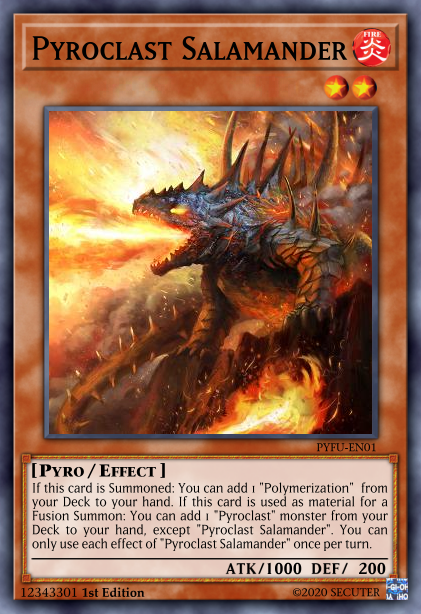 Pyroclast Salamander
FIRE
炎
PYFU-EN01
[Pyro / Effect ]
If this card is Summoned: You can add 1 "Polymerization" from
your Deck to your hand. If this card is used as material for a
Fusion Summon: You can add 1 "Pyroclast" monster from your
Deck to your hand, except "Pyroclast Salamander". You can
only use each effect of "Pyroclast Salamander" once per turn.
ATK/1000 DEF/ 200
12343301 1st Edition
©2020 SECUTER